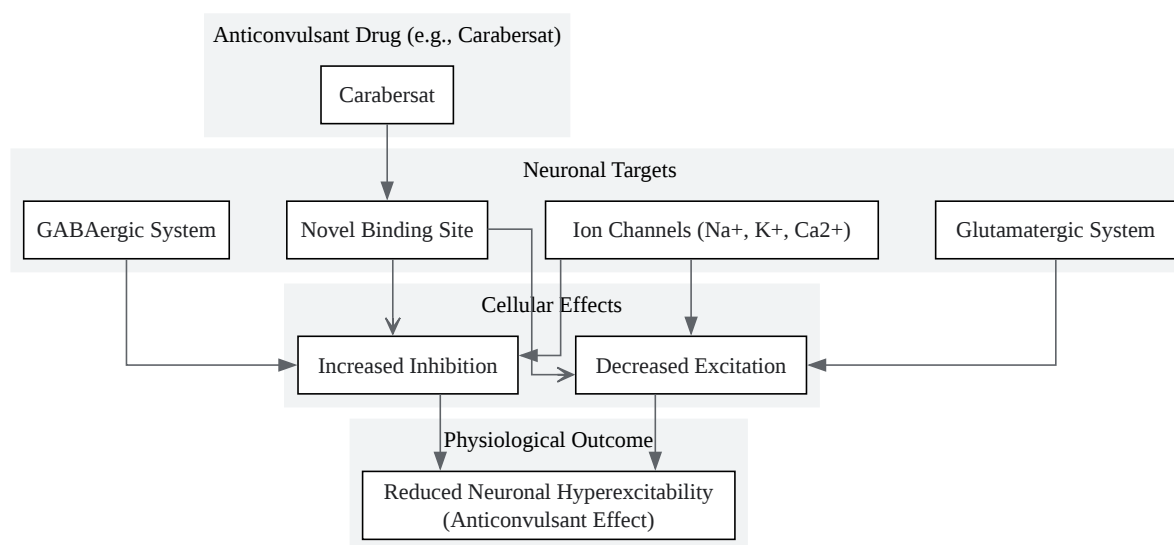 Anticonvulsant Drug (e.g., Carabersat)
Carabersat
Neuronal Targets
GABAergic System
Novel Binding Site
Ion Channels (Na+, K+, Ca2+)
Glutamatergic System
Cellular Effects
Increased Inhibition
Decreased Excitation
Physiological Outcome
Reduced Neuronal Hyperexcitability
(Anticonvulsant Effect)